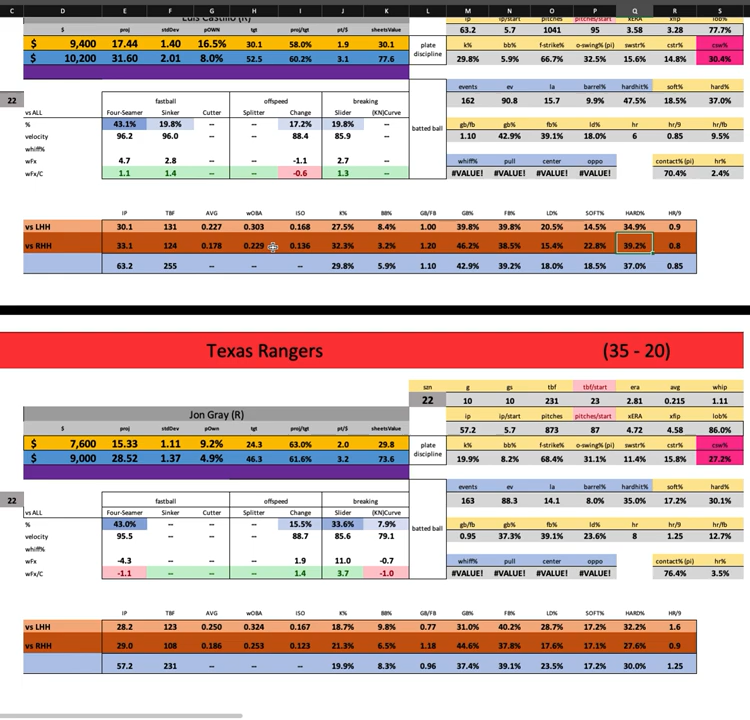 C D E F G H I J K L M N O P Q R S
Luis Castillo (R) ip ip/start pitches pitches/start xERA xfip lob%
$ proj stdDev pOWN tgt proj/tgt pt/$ sheetsValue 63.2 5.7 1041 95 3.58 3.28 77.7%
$ 9,400 17.44 1.40 16.5% 30.1 58.0% 1.9 30.1 plate discipline k% bb% f-strike% o-swing% (pi) swstr% cstr% csw%
$ 10,200 31.60 2.01 8.0% 52.5 60.2% 3.1 77.6 29.8% 5.9% 66.7% 32.5% 15.6% 14.8% 30.4%
events ev la barrel% hardhit% soft% hard%
22 fastball offspeed breaking 162 90.8 15.7 9.9% 47.5% 18.5% 37.0%
vs ALL Four-Seamer Sinker Cutter Splitter Change Slider (KN)Curve
% 43.1% 19.8% -- -- 17.2% 19.8% -- batted ball gb/fb gb% fb% ld% hr hr/9 hr/fb
velocity 96.2 96.0 -- -- 88.4 85.9 -- 1.10 42.9% 39.1% 18.0% 6 0.85 9.5%
whiff%
wFx 4.7 2.8 -- -- -1.1 2.7 -- whiff% pull center oppo contact% (pi) hr%
wFx/C 1.1 1.4 -- -- -0.6 1.3 -- #VALUE! #VALUE! #VALUE! #VALUE! 70.4% 2.4%
IP TBF AVG wOBA ISO K% BB% GB/FB GB% FB% LD% SOFT% HARD% HR/9
vs LHH 30.1 131 0.227 0.303 0.168 27.5% 8.4% 1.00 39.8% 39.8% 20.5% 14.5% 34.9% 0.9
vs RHH 33.1 124 0.178 0.229 0.136 32.3% 3.2% 1.20 46.2% 38.5% 15.4% 22.8% 39.2% 0.8
63.2 255 29.8% 5.9% 1.10 42.9% 39.2% 18.0% 18.5% 37.0% 0.85
Texas Rangers (35 - 20)
szn g gs tbf tbf/start era avg whip
22 10 10 231 23 2.81 0.215 1.11
Jon Gray (R) ip ip/start pitches pitches/start xERA xfip lob%
$ proj stdDev pOwn tgt proj/tgt pt/$ sheetsValue 57.2 5.7 873 87 4.72 4.58 86.0%
$ 7,600 15.33 1.11 9.2% 24.3 63.0% 2.0 29.8 plate discipline k% bb% f-strike% o-swing% (pi) swstr% cstr% csw%
$ 9,000 28.52 1.37 4.9% 46.3 61.6% 3.2 73.6 19.9% 8.2% 68.4% 31.1% 11.4% 15.8% 27.2%
events ev la barrel% hardhit% soft% hard%
22 fastball offspeed breaking 163 88.3 14.1 8.0% 35.0% 17.2% 30.1%
vs ALL Four-Seamer Sinker Cutter Splitter Change Slider (KN)Curve
% 43.0% -- -- -- 15.5% 33.6% 7.9% batted ball gb/fb gb% fb% ld% hr hr/9 hr/fb
velocity 95.5 -- -- -- 88.7 85.6 79.1 0.95 37.3% 39.1% 23.6% 8 1.25 12.7%
whiff%
wFx -4.3 -- -- -- 1.9 11.0 -0.7 whiff% pull center oppo contact% (pi) hr%
wFx/C -1.1 -- -- -- 1.4 3.7 -1.0 #VALUE! #VALUE! #VALUE! #VALUE! 76.4% 3.5%
IP TBF AVG wOBA ISO K% BB% GB/FB GB% FB% LD% SOFT% HARD% HR/9
vs LHH 28.2 123 0.250 0.324 0.167 18.7% 9.8% 0.77 31.0% 40.2% 28.7% 17.2% 32.2% 1.6
vs RHH 29.0 108 0.186 0.253 0.123 21.3% 6.5% 1.18 44.6% 37.8% 17.6% 17.1% 27.6% 0.9
57.2 231 -- -- -- 19.9% 8.3% 0.96 37.4% 39.1% 23.5% 17.2% 30.0% 1.25